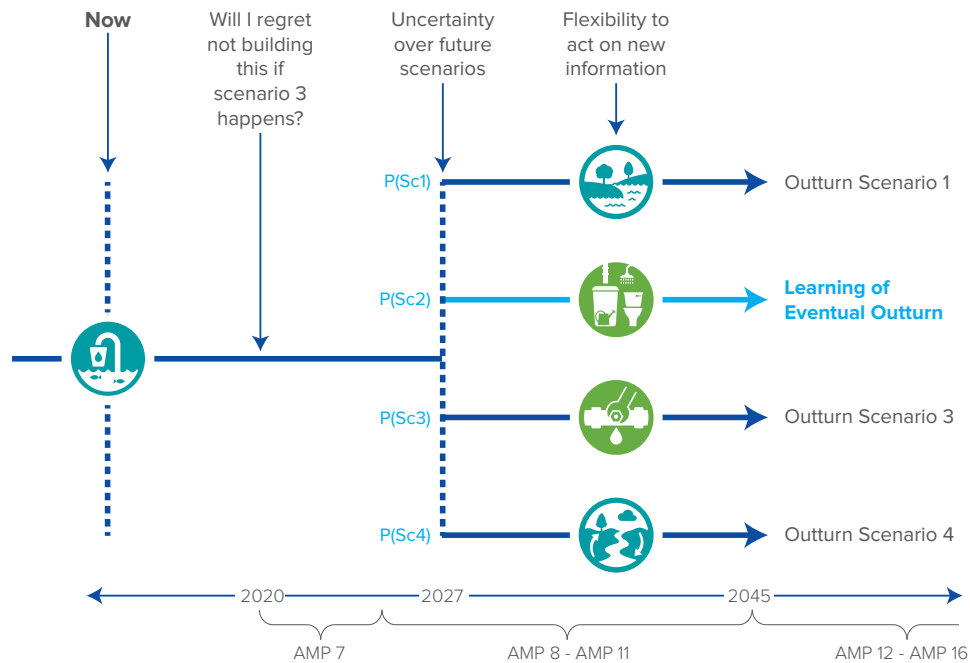 Now
Will I regret
not building
this if
scenario 3
happens?
Uncertainty
over future
scenarios
Flexibility to
act on new
information
P(Sc1)
Outturn Scenario 1
P(Sc2)
Learning of
Eventual Outturn
P(Sc3)
Outturn Scenario 3
P(Sc4)
Outturn Scenario 4
2020
2027
2045
AMP 7
AMP 8 - AMP 11
AMP 12 - AMP 16